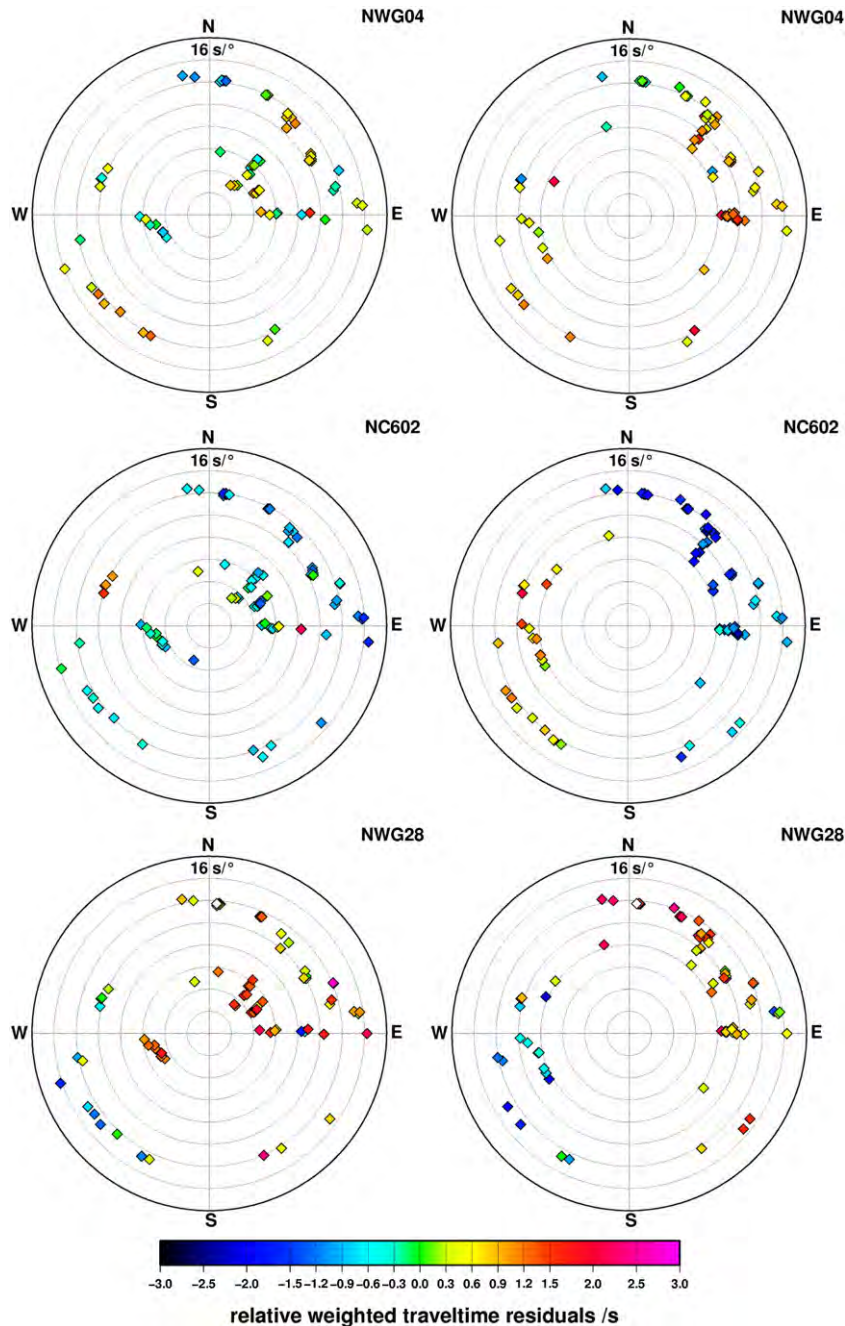 NWG04
N
16 s/°
W
E
S
NWG04
N
16 s/°
W
E
S
NC602
N
16 s/°
W
E
S
NC602
N
16 s/°
W
E
S
NWG28
N
16 s/°
W
E
S
NWG28
N
16 s/°
W
E
S
−3.0 −2.5 −2.0 −1.5 −1.2 −0.9 −0.6 −0.3 0.0 0.3 0.6 0.9 1.2 1.5 2.0 2.5 3.0
relative weighted traveltime residuals /s